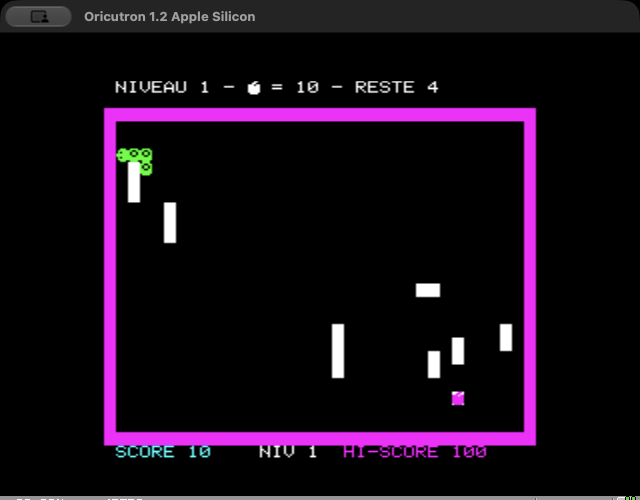 Oricutron 1.2 Apple Silicon
NIVEAU 1 - = 10 - RESTE 4
SCORE 10 NIV 1 HI-SCORE 100